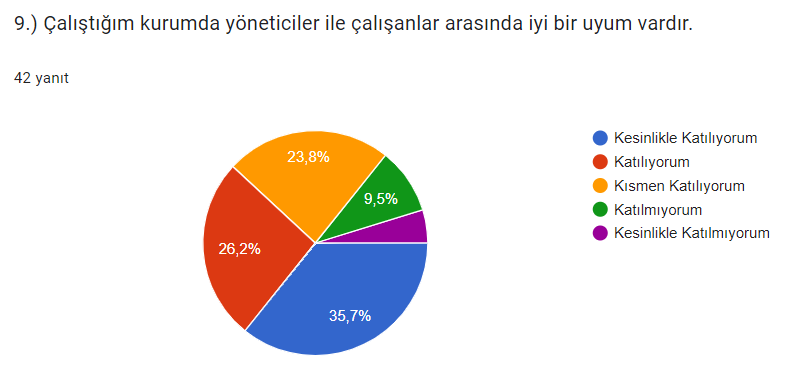 9.) Çalıştığım kurumda yöneticiler ile çalışanlar arasında iyi bir uyum vardır.
42 yanıt
23,8%
9,5%
26,2%
35,7%
Kesinlikle Katılıyorum
Katılıyorum
Kısmen Katılıyorum
Katılmıyorum
Kesinlikle Katılmıyorum